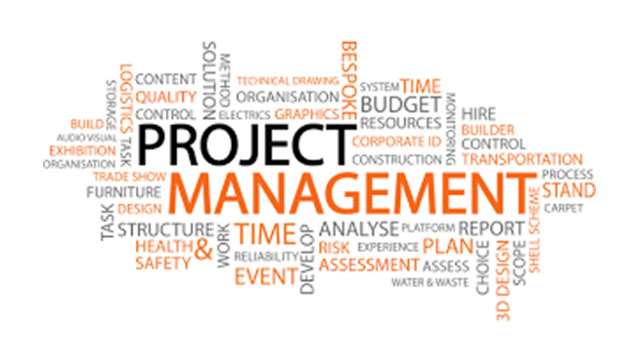 BESPOKE
SOLUTION
METHOD
LOGISTICS
STORAGE
CONTENT
TECHNICAL DRAWING
SYSTEM
TIME
QUALITY
ORGANISATION
BUDGET
MONITORING
CONTROL
ELECTRICS
GRAPHICS
RESOURCES
HIRE
BUILD
BUILDER
AUDIO VISUAL
TASK
PROJECT
CORPORATE ID
CONTROL
EXHIBITION
ORGANISATION
CONSTRUCTION
TRANSPORTATION
TRADE SHOW
MANAGEMENT
PROCESS
FURNITURE
STAND
TASK
DESIGN
CARPET
STRUCTURE
WORK
TIME
DEVELOP
ANALYSE
PLATFORM
REPORT
SHELL SCHEME
HEALTH
&
SAFETY
RELIABILITY
RISK
EXPERIENCE
PLAN
CHOICE
3D DESIGN
SCOPE
EVENT
ASSESSMENT
ASSESS
WATER & WASTE